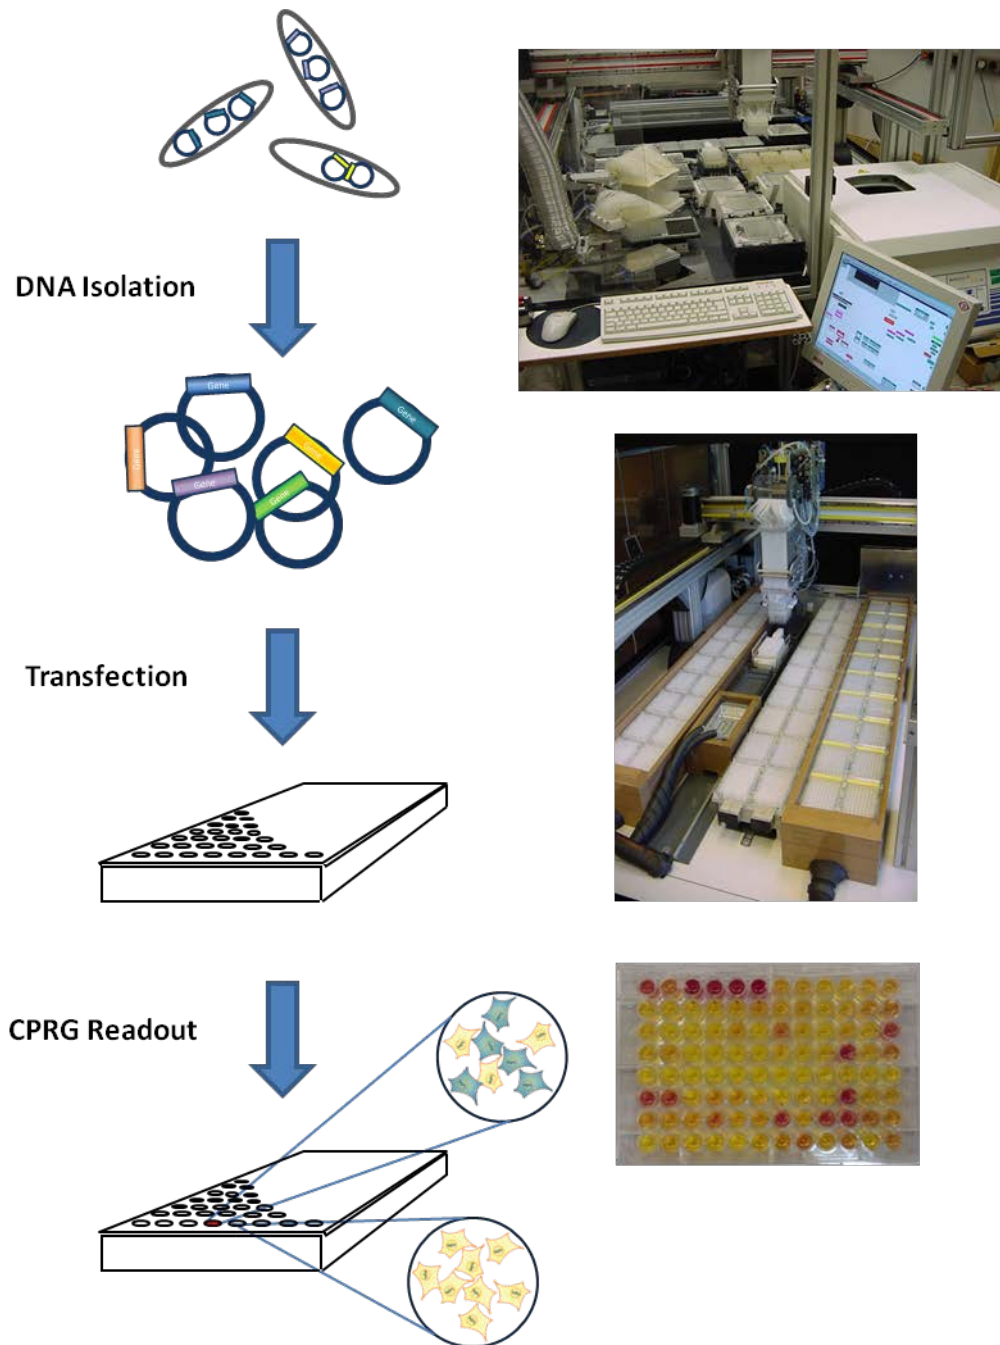 DNA Isolation
Gene
Gene
Gene
Gene
Gene
Gene
Transfection
CPRG Readout